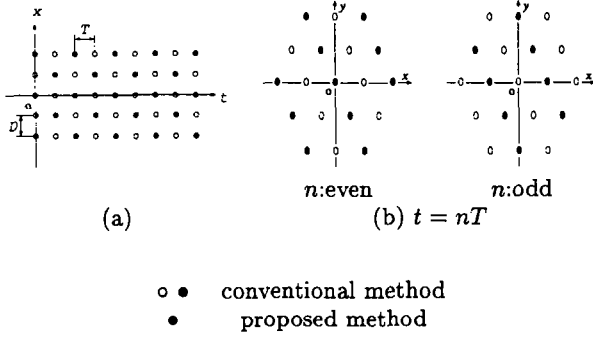 x
T
t
o
D
(a)
y
x
o
n:even
y
x
o
n:odd
(b) t = nT
○ ● conventional method
● proposed method